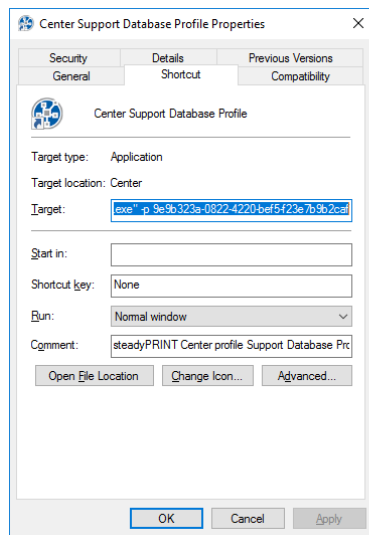 Center Support Database Profile Properties
Security Details Previous Versions
General Shortcut Compatibility
Center Support Database Profile
Target type: Application
Target location: Center
Target: .exe" -p 9e9b323a-0822-4220-bef5-f23e7b9b2caf
Start in:
Shortcut key: None
Run: Normal window
Comment: steadyPRINT Center profile Support Database Pro
Open File Location Change Icon... Advanced...
OK Cancel Apply